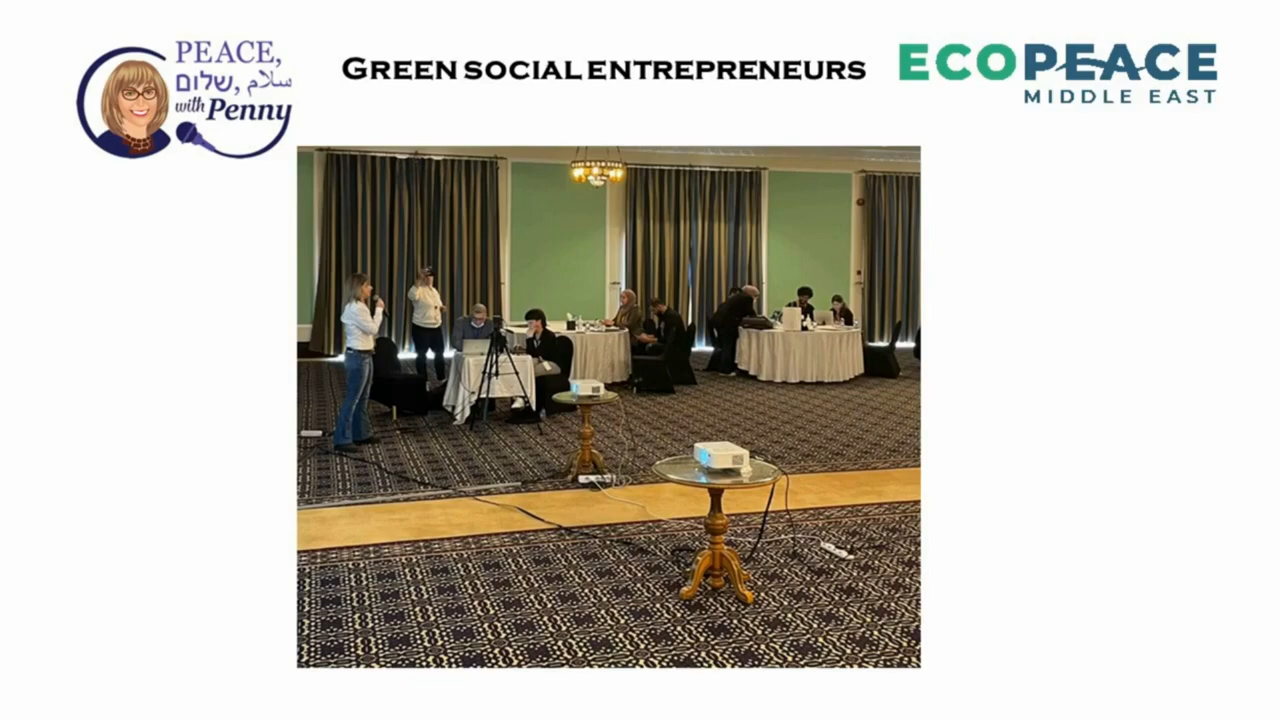 PEACE,
שלום, سلام
with Penny
GREEN SOCIAL ENTREPRENEURS
ECOPEACE
MIDDLE EAST